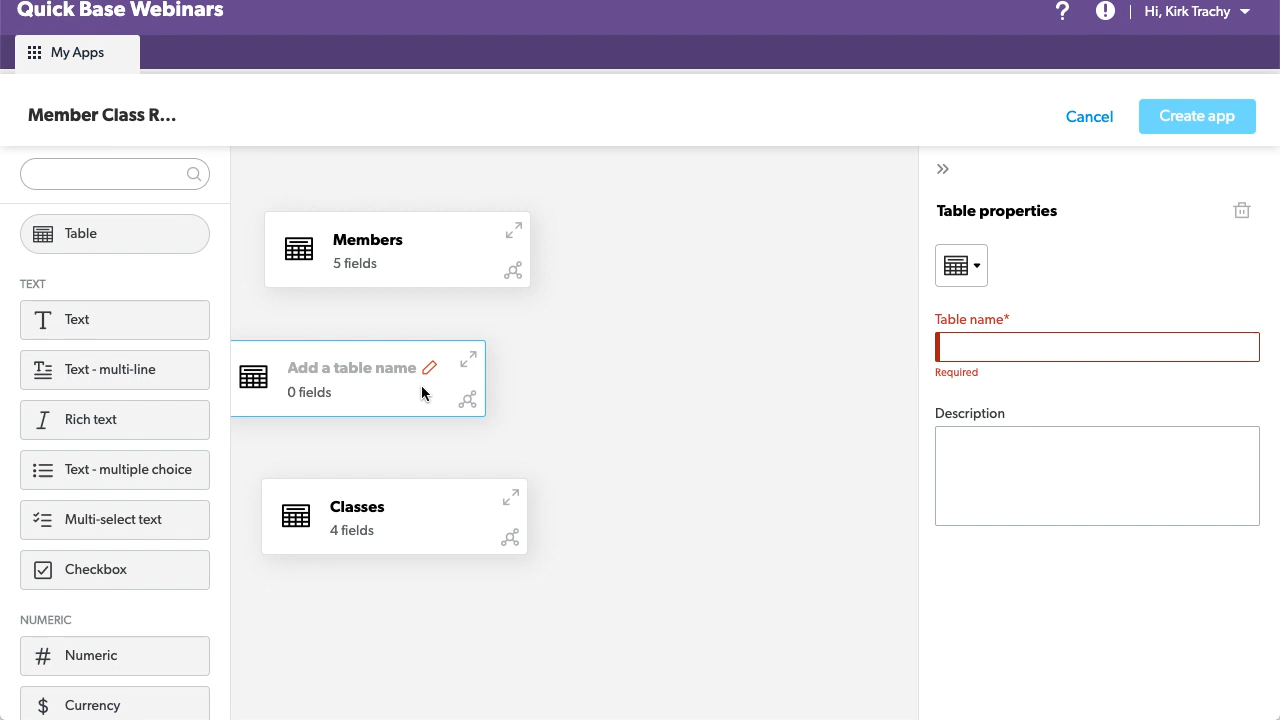 Quick Base Webinars
Hi, Kirk Trachy
My Apps
Member Class R...
Cancel
Create app
Table
TEXT
Text
Text - multi-line
Rich text
Text - multiple choice
Multi-select text
Checkbox
NUMERIC
Numeric
Currency
Members
5 fields
Add a table name
0 fields
Classes
4 fields
Table properties
Table name*
Required
Description